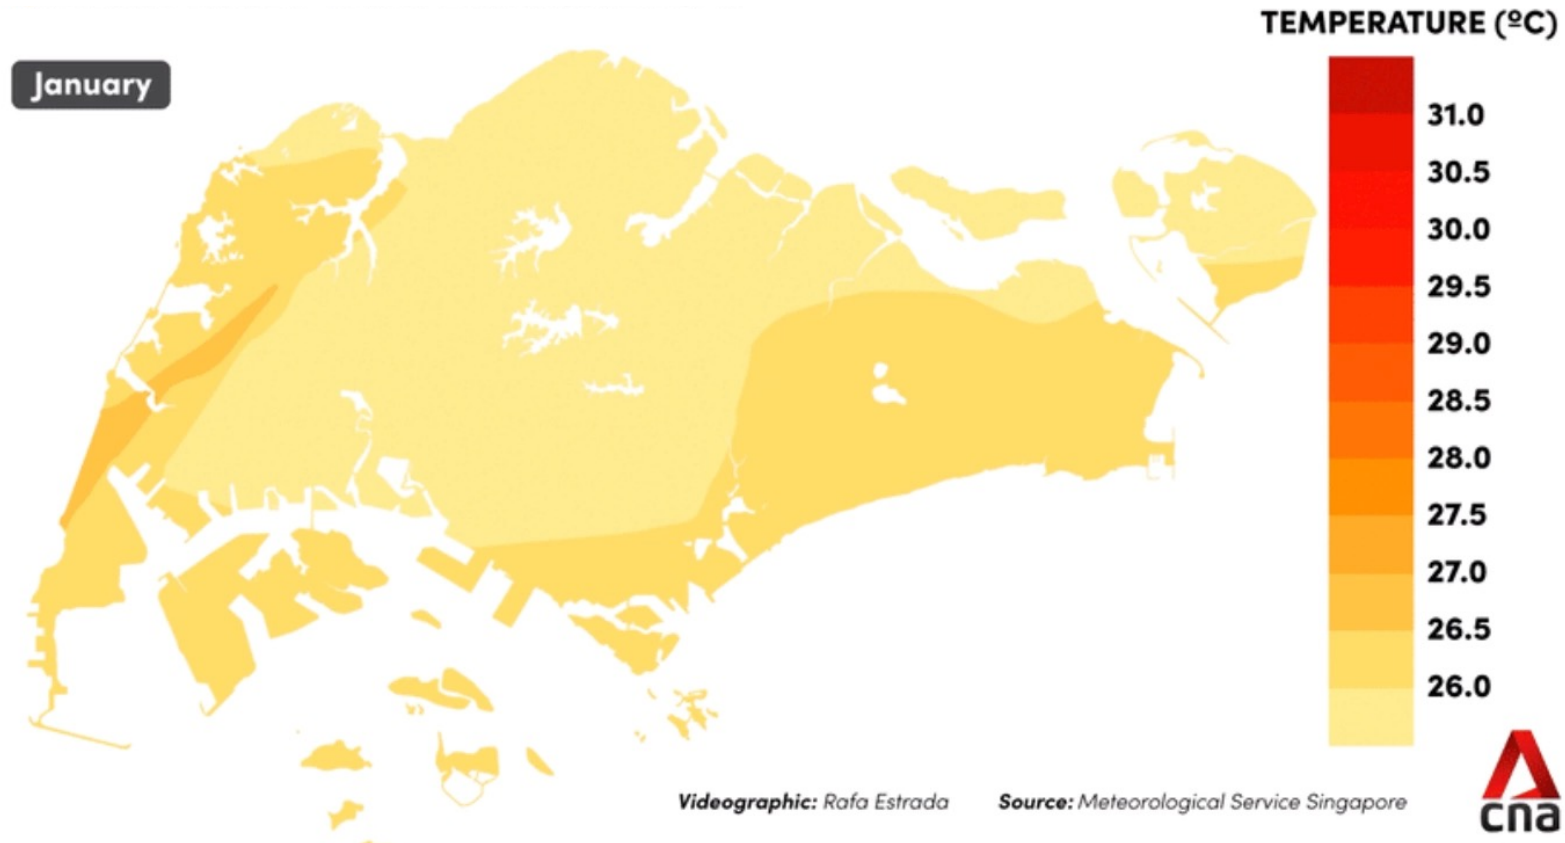 TEMPERATURE (ºC)
January
31.0
30.5
30.0
29.5
29.0
28.5
28.0
27.5
27.0
26.5
26.0
Videographic: Rafa Estrada
Source: Meteorological Service Singapore
cna